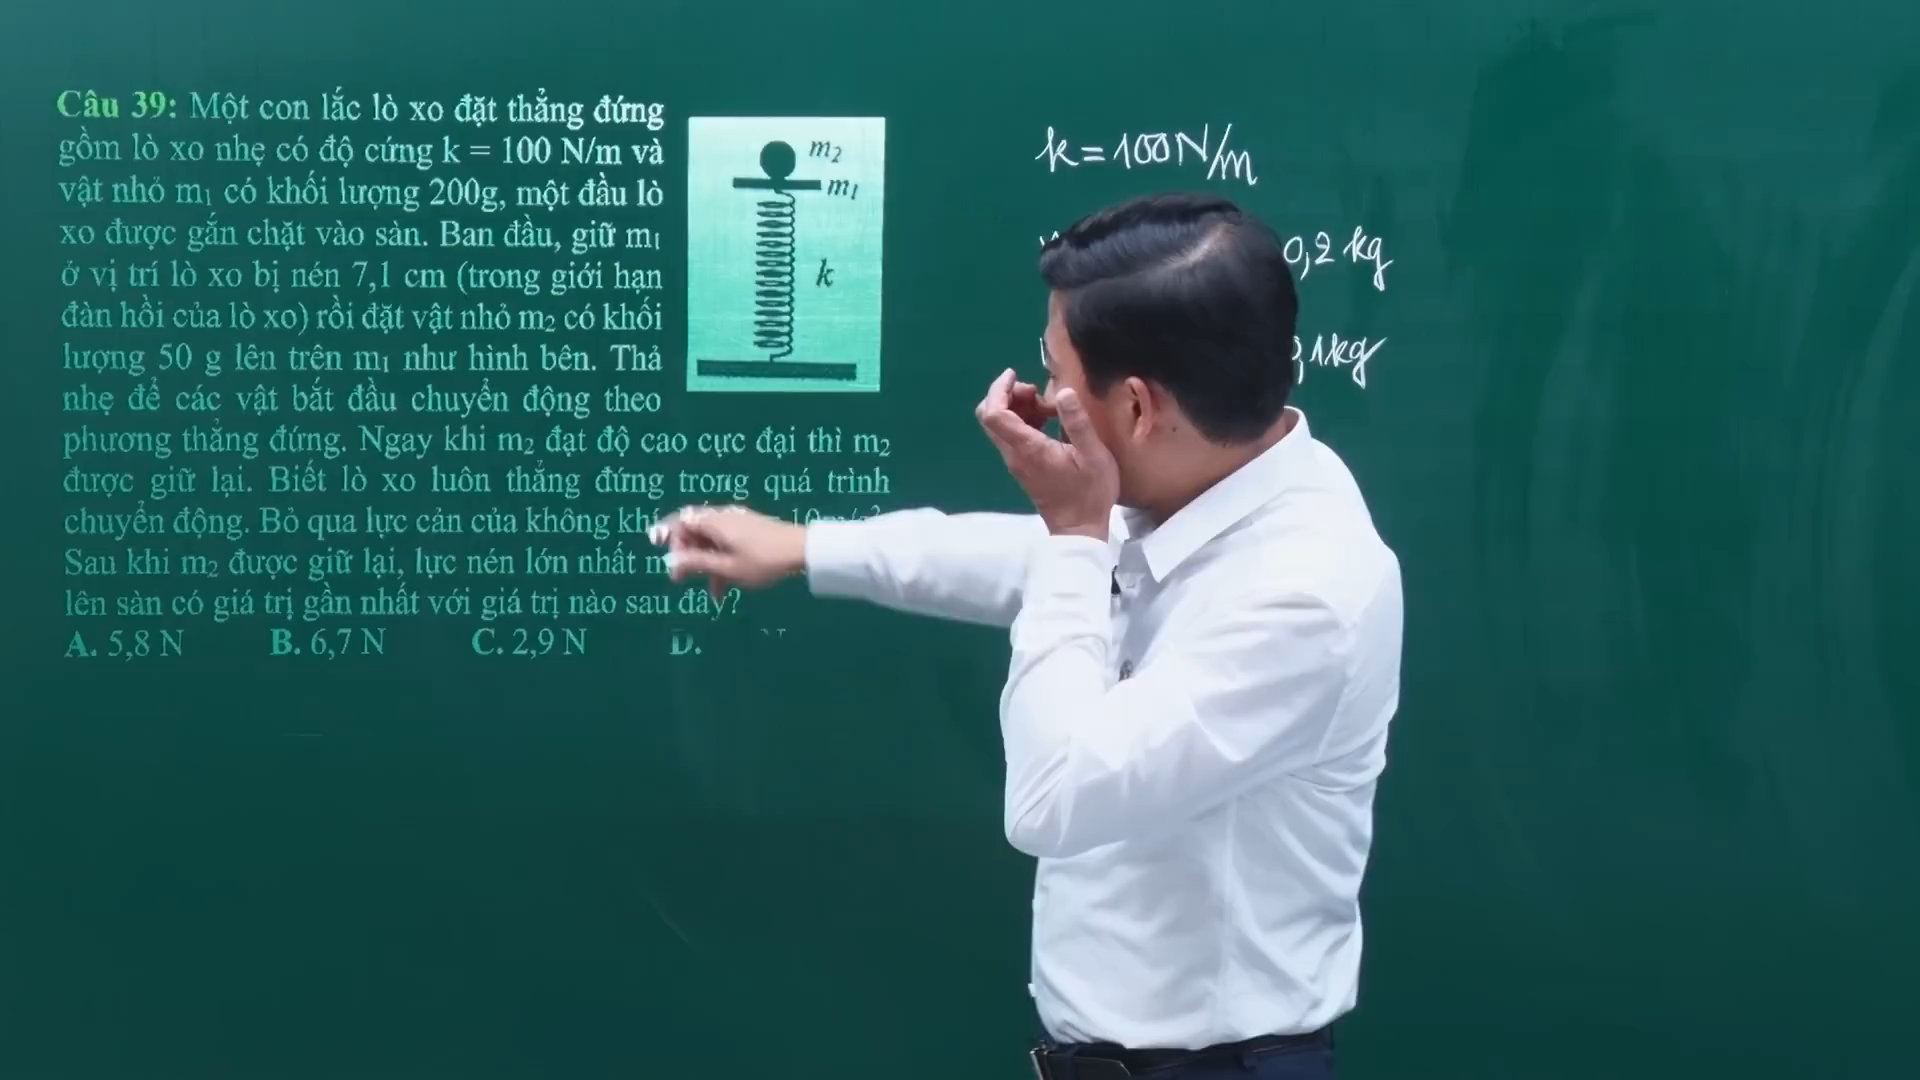 Câu 39: Một con lắc lò xo đặt thẳng đứng
gồm lò xo nhẹ có độ cứng k = 100 N/m và
vật nhỏ m₁ có khối lượng 200g, một đầu lò
xo được gắn chặt vào sàn. Ban đầu, giữ m₁
ở vị trí lò xo bị nén 7,1 cm (trong giới hạn
đàn hồi của lò xo) rồi đặt vật nhỏ m₂ có khối
lượng 50 g lên trên m₁ như hình bên. Thả
nhẹ để các vật bắt đầu chuyển động theo
phương thẳng đứng. Ngay khi m₂ đạt độ cao cực đại thì m₂
được giữ lại. Biết lò xo luôn thẳng đứng trong quá trình
chuyển động. Bỏ qua lực cản của không khí. 10m/s²
Sau khi m₂ được giữ lại, lực nén lớn nhất
lên sàn có giá trị gần nhất với giá trị nào sau đây?
A. 5,8 N B. 6,7 N C. 2,9 N D.
m₂
m₁
k
k = 100N/m
0,2 kg
,1kg